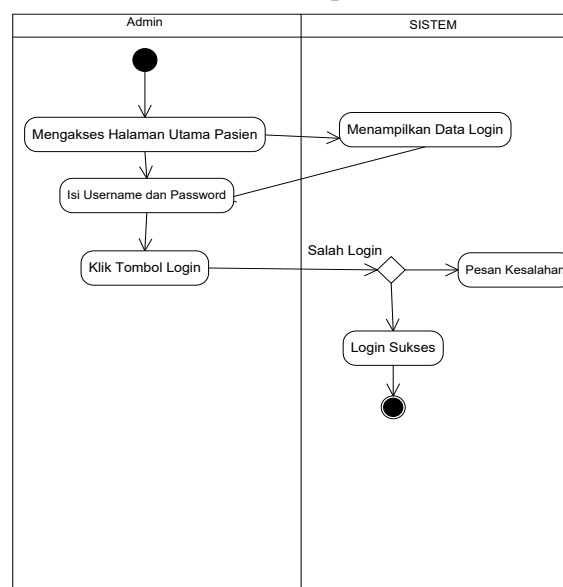 Admin
SISTEM
Mengakses Halaman Utama Pasien
Menampilkan Data Login
Isi Username dan Password
Salah Login
Klik Tombol Login
Pesan Kesalahan
Login Sukses